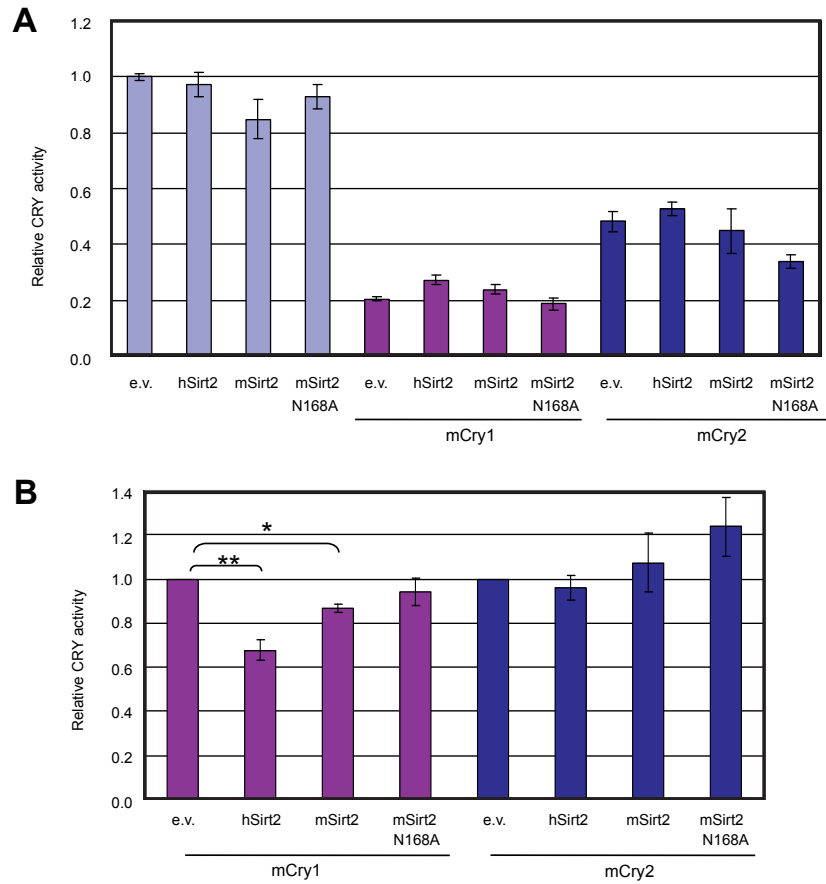 A
Relative CRY activity
1.2
1.0
0.8
0.6
0.4
0.2
0.0
e.v. hSirt2 mSirt2 mSirt2 e.v. hSirt2 mSirt2 mSirt2 e.v. hSirt2 mSirt2 mSirt2
N168A N168A N168A
mCry1 mCry2
B
Relative CRY activity
1.4
1.2
1.0
0.8
0.6
0.4
0.2
0.0
*
**
e.v. hSirt2 mSirt2 mSirt2 e.v. hSirt2 mSirt2 mSirt2
N168A N168A
mCry1 mCry2